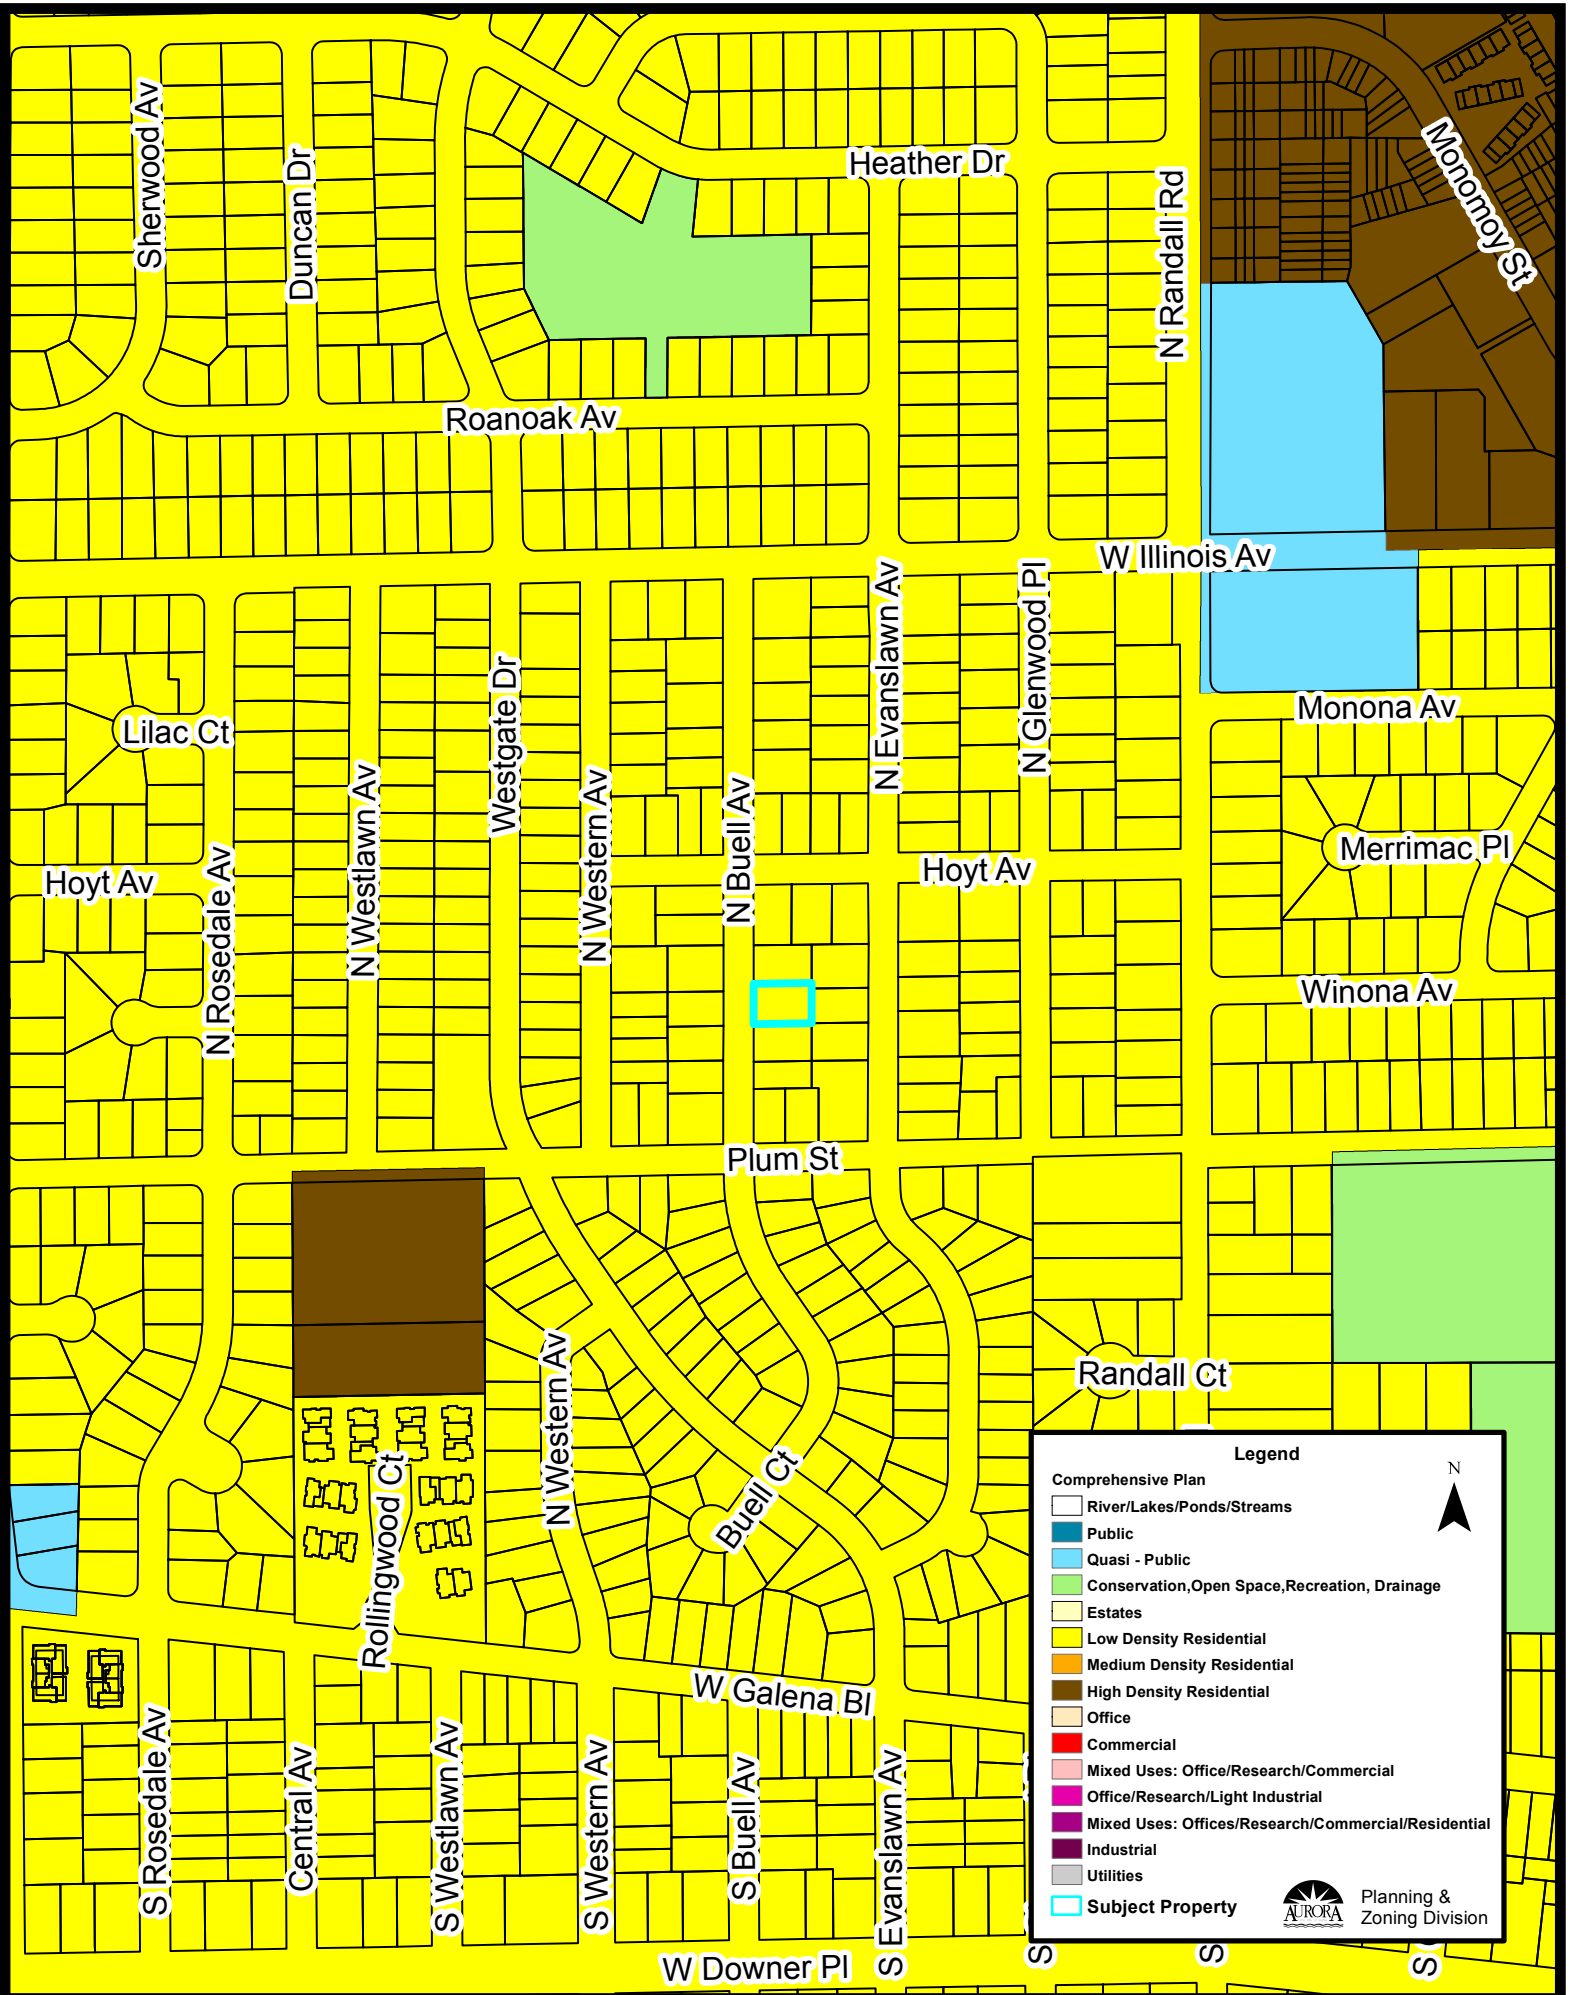 Sherwood Av
Duncan Dr
Heather Dr
N Randall Rd
Monomoy St
Roanoak Av
W Illinois Av
N Evanslawn Av
N Glenwood Pl
Westgate Dr
Lilac Ct
Monona Av
N Westlawn Av
N Western Av
N Buell Av
Merrimac Pl
Hoyt Av
Hoyt Av
N Rosedale Av
Winona Av
Plum St
N Western Av
Randall Ct
Buell Ct
Rollingwood Ct
W Galena Bl
S Rosedale Av
Central Av
S Westlawn Av
S Western Av
S Buell Av
S Evanslawn Av
W Downer Pl
S
S
S
Legend
N
Comprehensive Plan
River/Lakes/Ponds/Streams
Public
Quasi - Public
Conservation,Open Space,Recreation, Drainage
Estates
Low Density Residential
Medium Density Residential
High Density Residential
Office
Commercial
Mixed Uses: Office/Research/Commercial
Office/Research/Light Industrial
Mixed Uses: Offices/Research/Commercial/Residential
Industrial
Utilities
Subject Property
AURORA
Planning &
Zoning Division